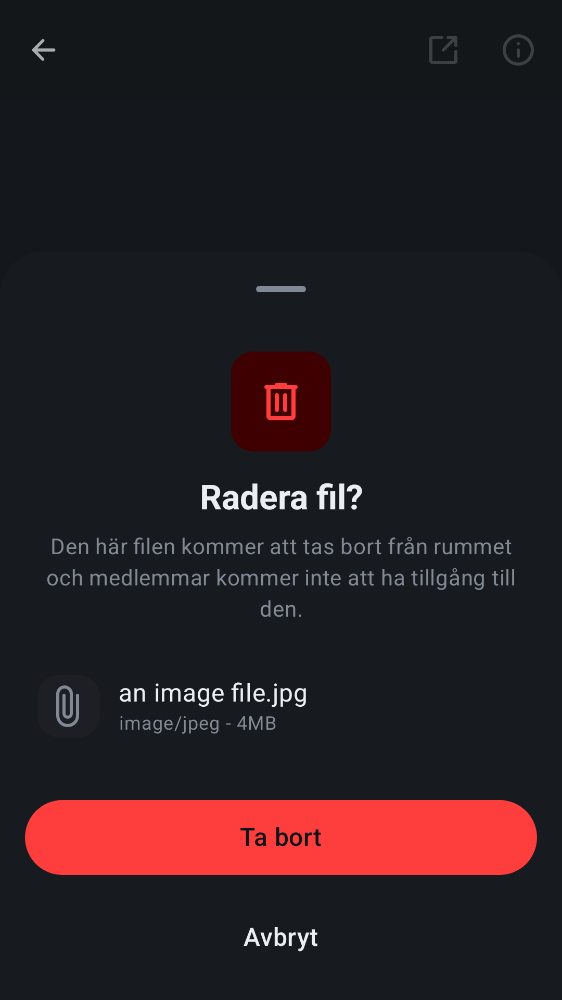 Radera fil?
Den här filen kommer att tas bort från rummet
och medlemmar kommer inte att ha tillgång till
den.
an image file.jpg
image/jpeg - 4MB
Ta bort
Avbryt